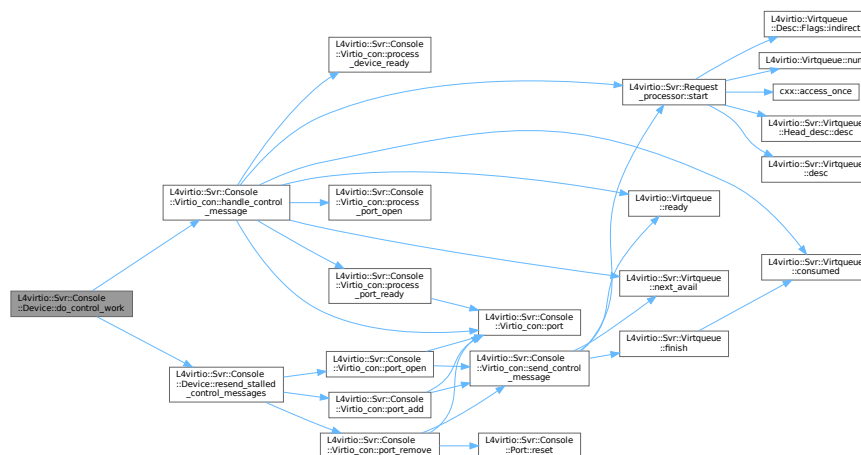 L4virtio::Svr::Console
::Device::do_control_work
L4virtio::Svr::Console
::Virtio_con::handle_control
_message
L4virtio::Svr::Console
::Device::resend_stalled
_control_messages
L4virtio::Svr::Console
::Virtio_con::process
_device_ready
L4virtio::Svr::Console
::Virtio_con::process
_port_open
L4virtio::Svr::Console
::Virtio_con::process
_port_ready
L4virtio::Svr::Console
::Virtio_con::port_open
L4virtio::Svr::Console
::Virtio_con::port_add
L4virtio::Svr::Console
::Virtio_con::port_remove
L4virtio::Svr::Console
::Virtio_con::port
L4virtio::Svr::Console
::Virtio_con::send_control
_message
L4virtio::Svr::Console
::Port::reset
L4virtio::Svr::Request
_processor::start
L4virtio::Virtqueue
::ready
L4virtio::Svr::Virtqueue
::next_avail
L4virtio::Svr::Virtqueue
::finish
L4virtio::Virtqueue
::Desc::Flags::indirect
L4virtio::Virtqueue::num
cxx::access_once
L4virtio::Svr::Virtqueue
::Head_desc::desc
L4virtio::Svr::Virtqueue
::desc
L4virtio::Svr::Virtqueue
::consumed